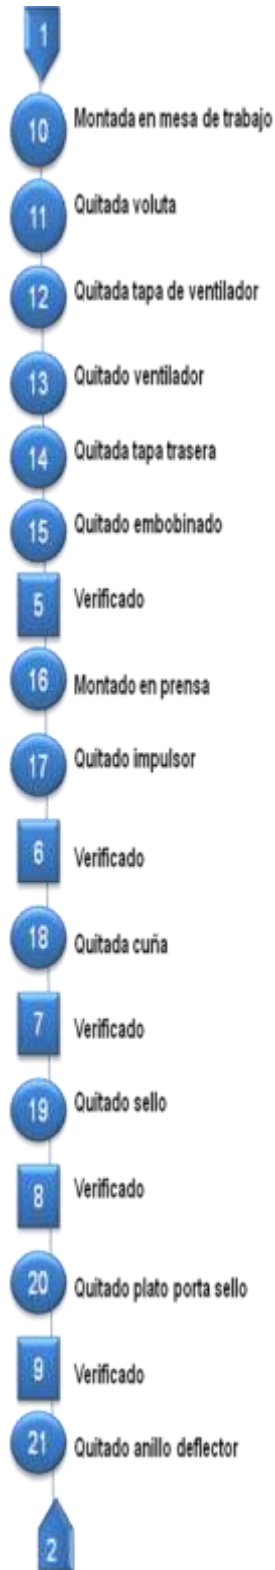 1
10 Montada en mesa de trabajo
11 Quitada voluta
12 Quitada tapa de ventilador
13 Quitado ventilador
14 Quitada tapa trasera
15 Quitado embobinado
5 Verificado
16 Montado en prensa
17 Quitado impulsor
6 Verificado
18 Quitada cuña
7 Verificado
19 Quitado sello
8 Verificado
20 Quitado plato porta sello
9 Verificado
21 Quitado anillo deflector
2